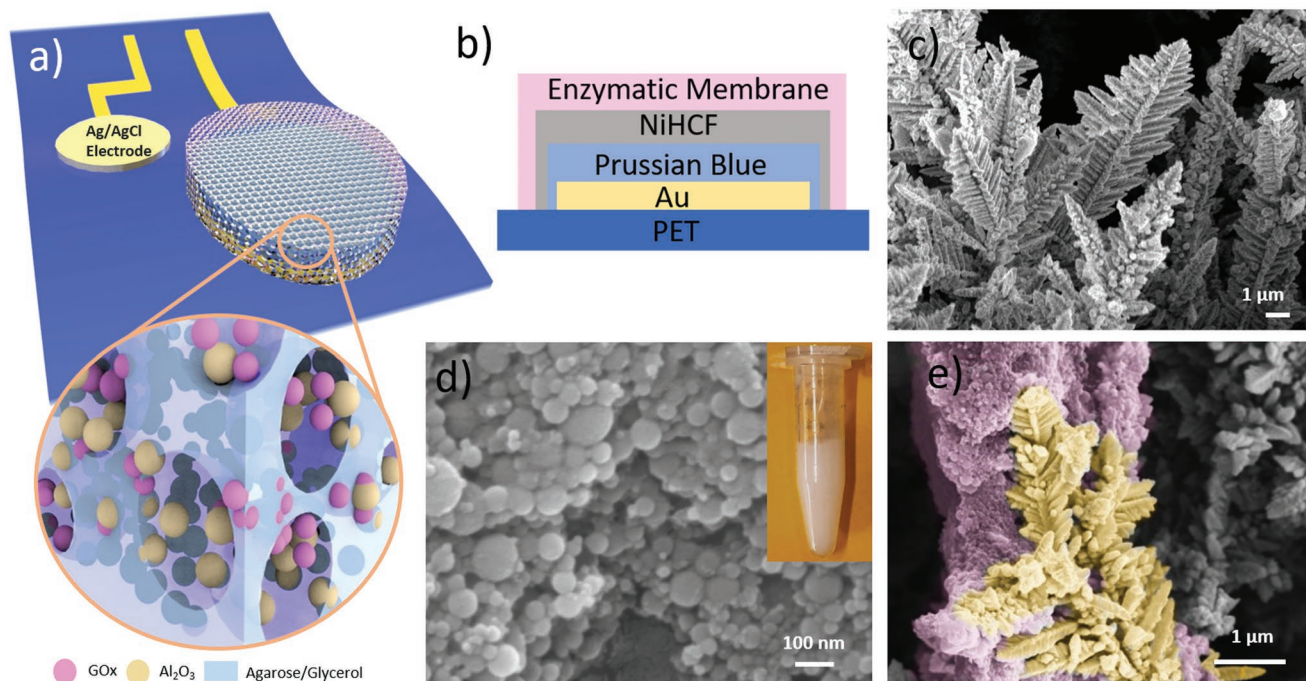 a)
Ag/AgCl
Electrode
GOx
Al₂O₃
Agarose/Glycerol
b)
Enzymatic Membrane
NiHCF
Prussian Blue
Au
PET
c)
1 µm
d)
100 nm
e)
1 µm